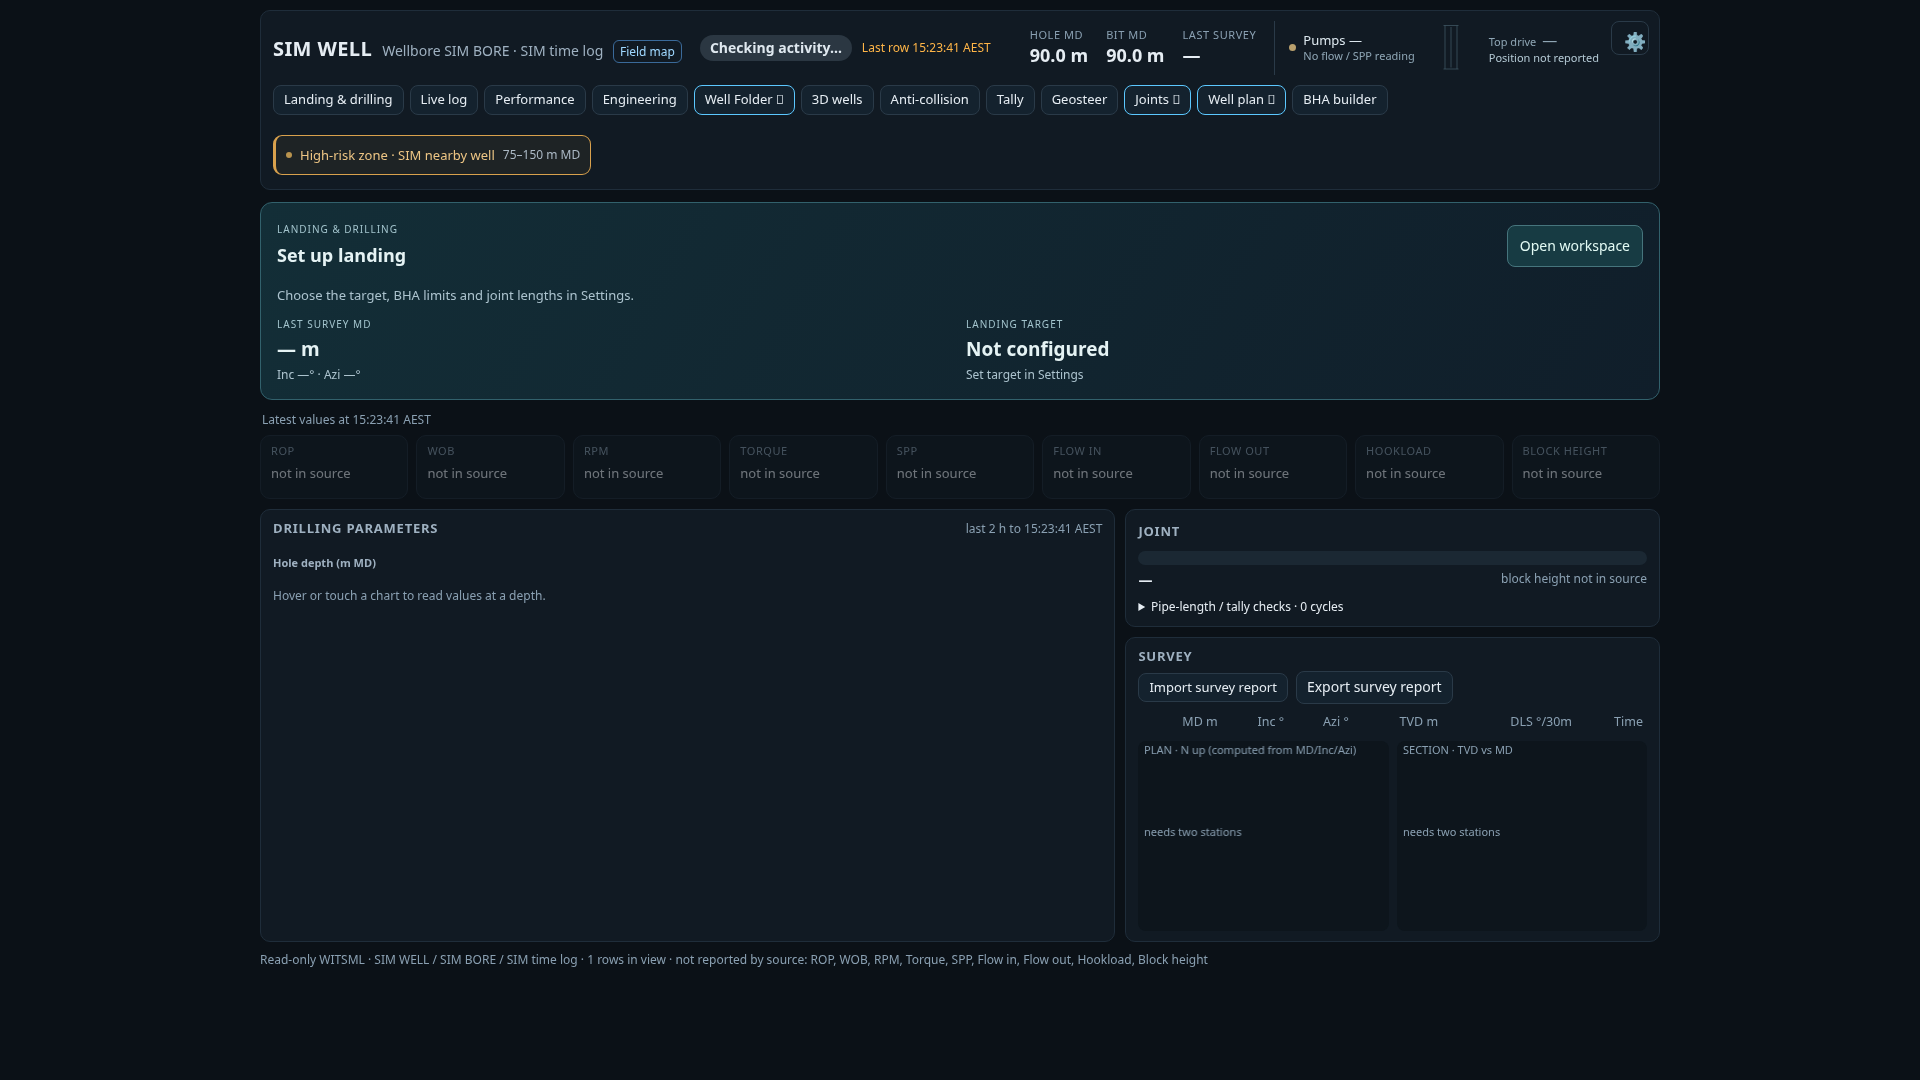 SIM WELL Wellbore SIM BORE · SIM time log Field map Checking activity... Last row 15:23:41 AEST
HOLE MD BIT MD LAST SURVEY
90.0 m 90.0 m —
Pumps —
No flow / SPP reading
Top drive —
Position not reported
Landing & drilling Live log Performance Engineering Well Folder 3D wells Anti-collision Tally Geosteer Joints Well plan BHA builder
High-risk zone · SIM nearby well 75–150 m MD
LANDING & DRILLING
Set up landing
Open workspace
Choose the target, BHA limits and joint lengths in Settings.
LAST SURVEY MD
— m
Inc —° · Azi —°
LANDING TARGET
Not configured
Set target in Settings
Latest values at 15:23:41 AEST
ROP WOB RPM TORQUE SPP FLOW IN FLOW OUT HOOKLOAD BLOCK HEIGHT
not in source not in source not in source not in source not in source not in source not in source not in source not in source
DRILLING PARAMETERS last 2 h to 15:23:41 AEST
Hole depth (m MD)
Hover or touch a chart to read values at a depth.
JOINT
— block height not in source
Pipe-length / tally checks · 0 cycles
SURVEY
Import survey report Export survey report
MD m Inc ° Azi ° TVD m DLS °/30m Time
PLAN · N up (computed from MD/Inc/Azi)
needs two stations
SECTION · TVD vs MD
needs two stations
Read-only WITSML · SIM WELL / SIM BORE / SIM time log · 1 rows in view · not reported by source: ROP, WOB, RPM, Torque, SPP, Flow in, Flow out, Hookload, Block height